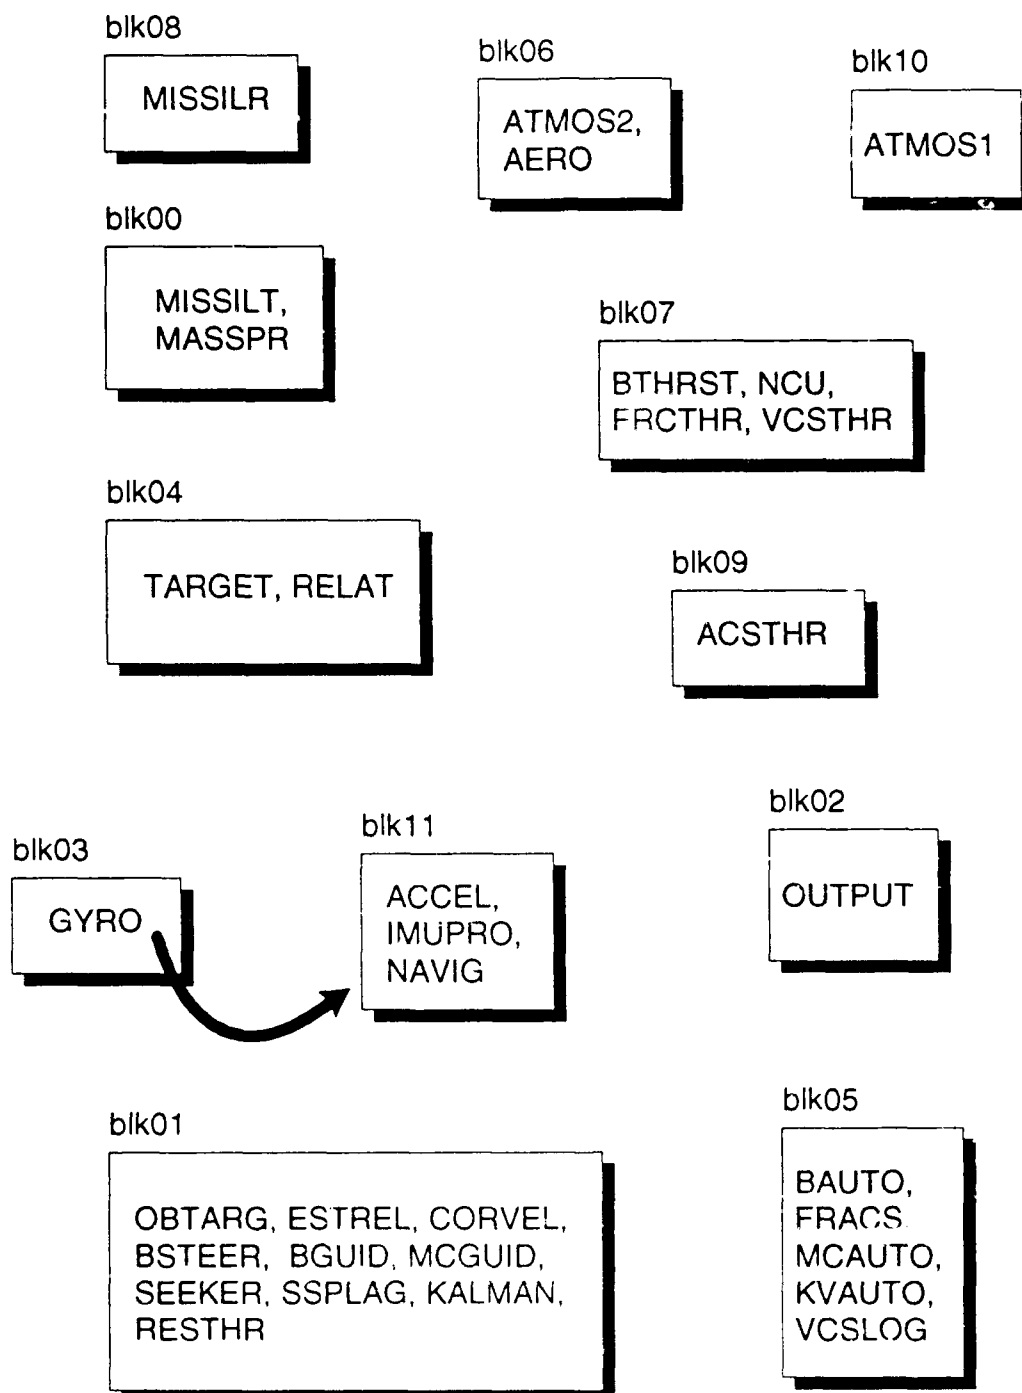 blk08
MISSILR
blk06
ATMOS2,
AERO
blk10
ATMOS1
blk00
MISSILT,
MASSPR
blk07
BTHRST, NCU,
FRCTHR, VCSTHR
blk04
TARGET, RELAT
blk09
ACSTHR
blk03
GYRO
blk11
ACCEL,
IMUPRO,
NAVIG
blk02
OUTPUT
blk01
OBTARG, ESTREL, CORVEL,
BSTEER, BGUID, MCGUID,
SEEKER, SSPLAG, KALMAN,
RESTHR
blk05
BAUTO,
FRACS
MCAUTO,
KVAUTO,
VCSLOG